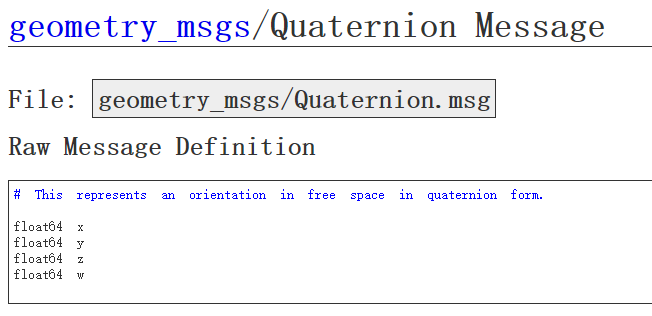 geometry_msgs/Quaternion Message
File: geometry_msgs/Quaternion.msg
Raw Message Definition
# This represents an orientation in free space in quaternion form.
float64 x
float64 y
float64 z
float64 w